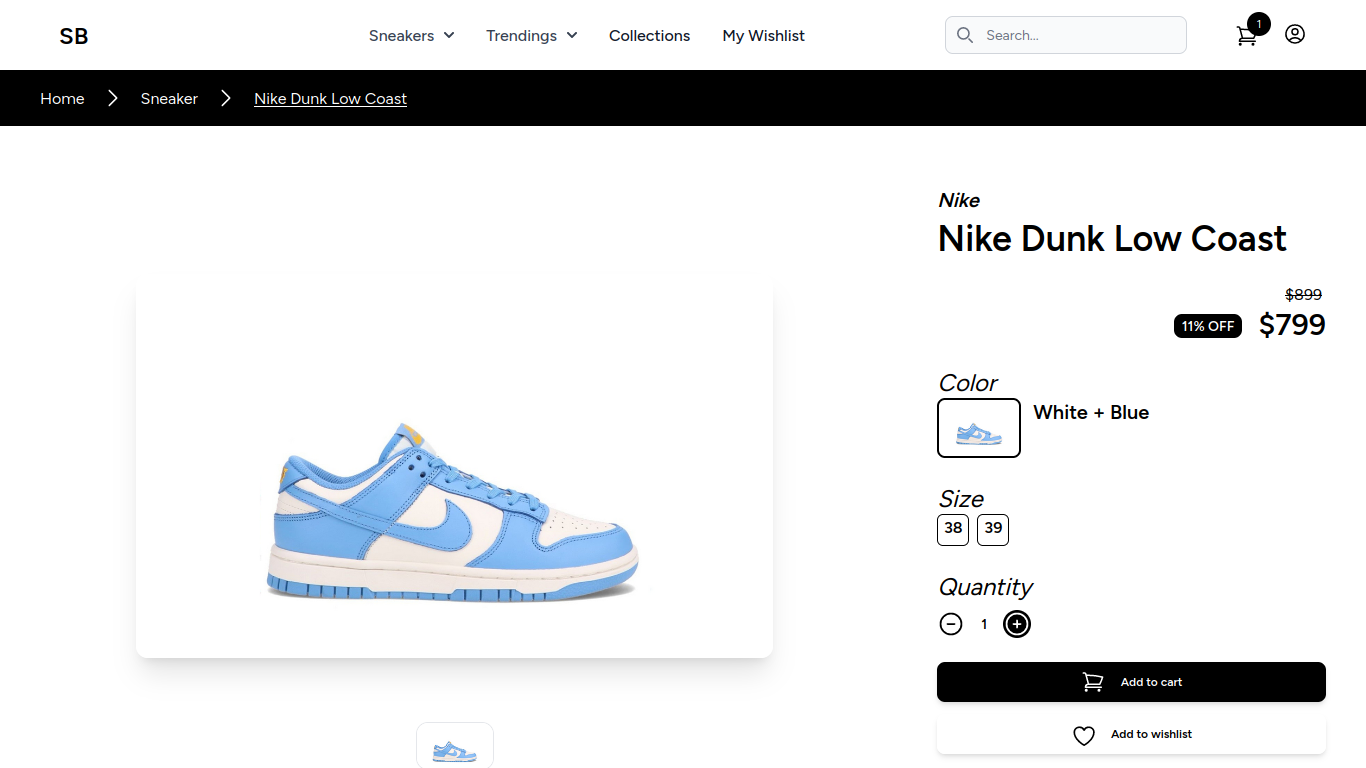 SB
Sneakers
Trendings
Collections
My Wishlist
Search...
1
Home
Sneaker
Nike Dunk Low Coast
Nike
Nike Dunk Low Coast
$899
11% OFF
$799
Color
White + Blue
Size
38
39
Quantity
1
Add to cart
Add to wishlist